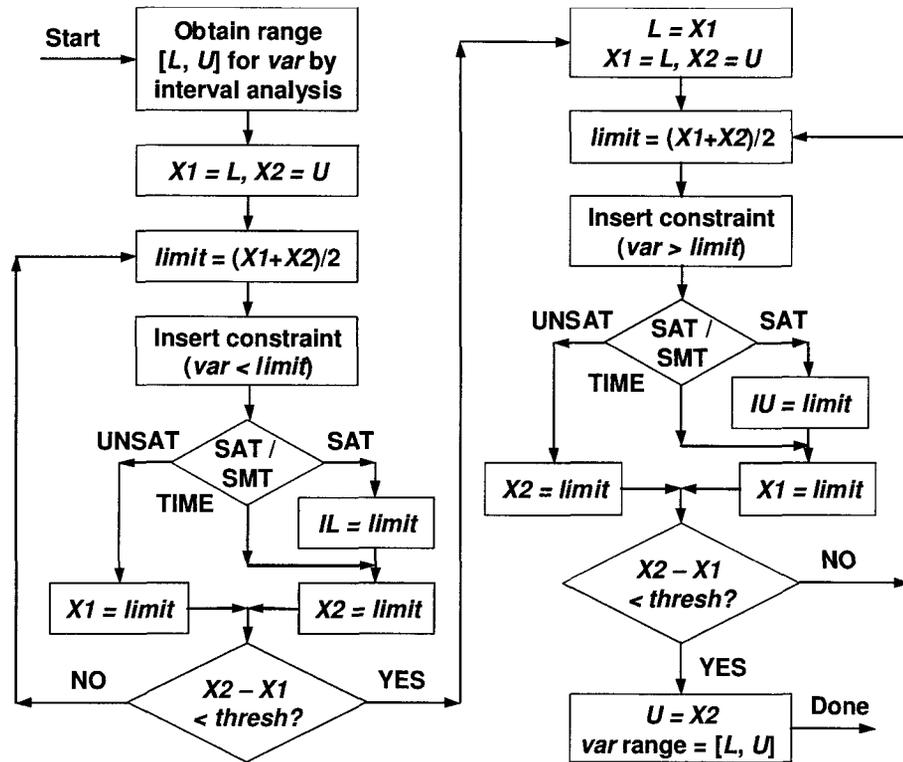 Start
Obtain range
[L, U] for var by
interval analysis
X1 = L, X2 = U
limit = (X1+X2)/2
Insert constraint
(var < limit)
UNSAT
SAT /
SMT
SAT
TIME
IL = limit
X1 = limit
X2 = limit
NO
X2 – X1
< thresh?
YES
L = X1
X1 = L, X2 = U
limit = (X1+X2)/2
Insert constraint
(var > limit)
UNSAT
SAT /
SMT
SAT
TIME
IU = limit
X2 = limit
X1 = limit
X2 – X1
< thresh?
NO
YES
U = X2
var range = [L, U]
Done